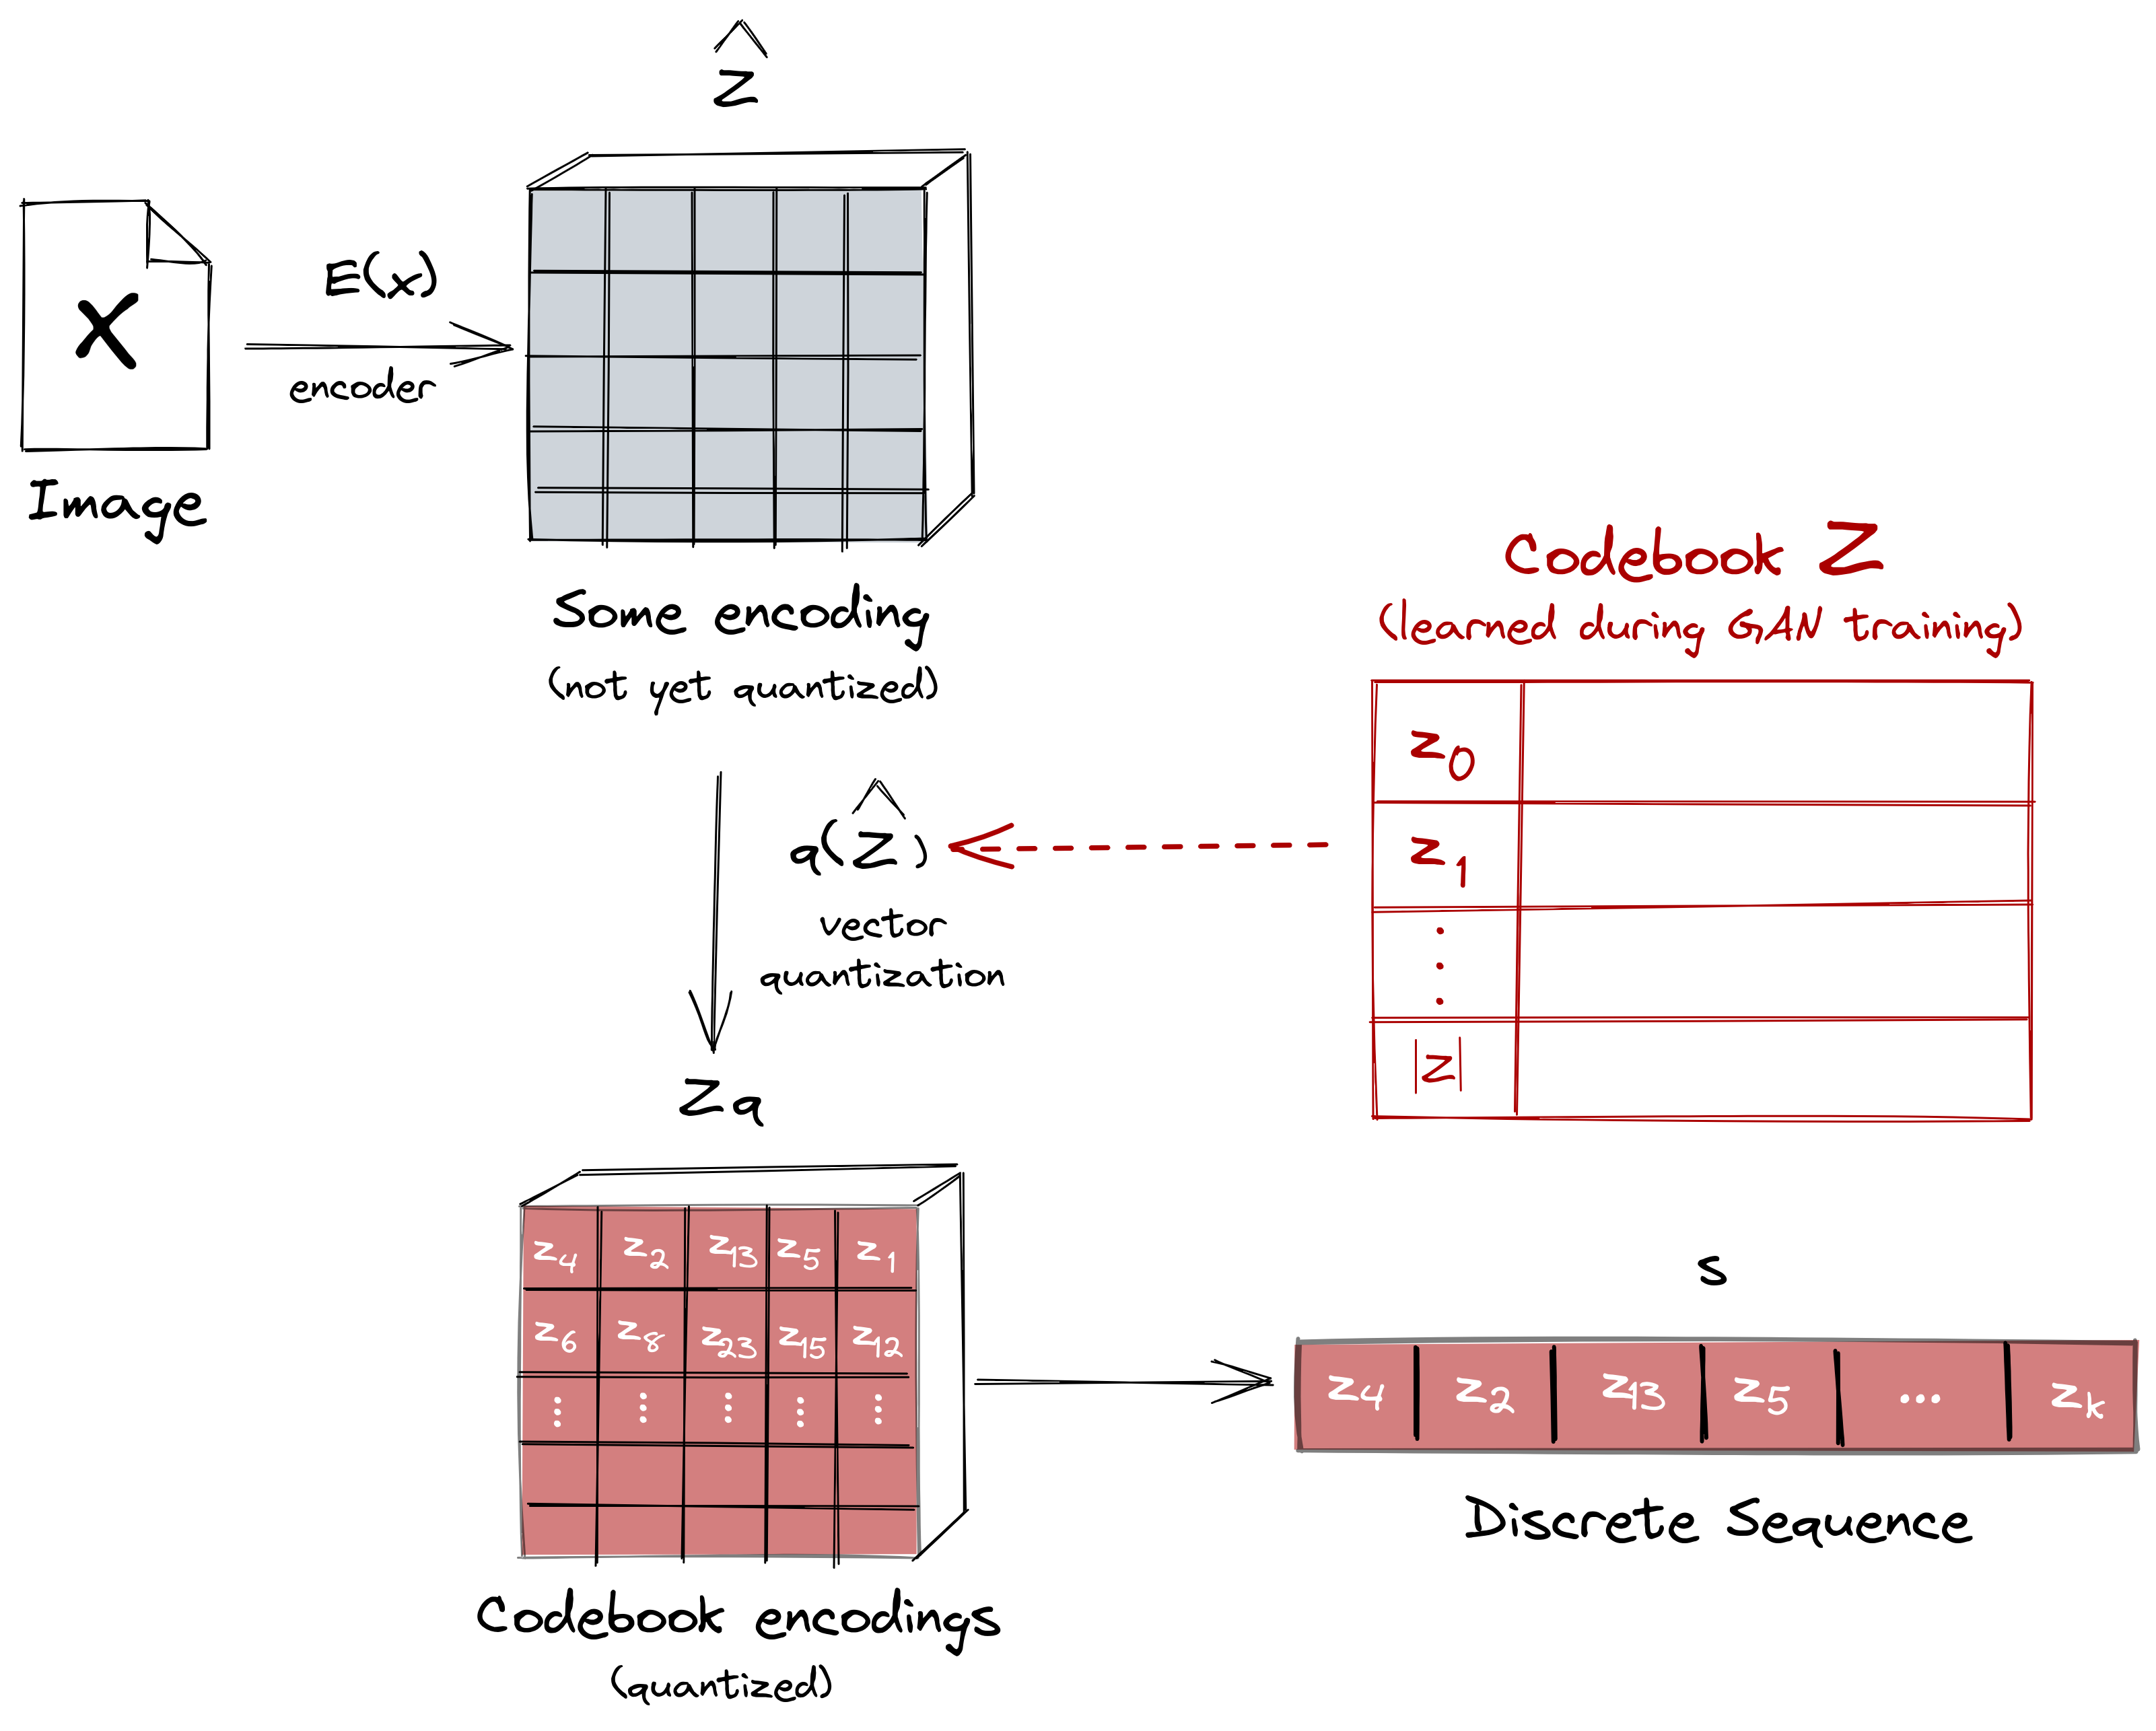 ^
Z
X
E(x)
encoder
Image
Some encoding
(not yet quantized)
Codebook Z
(learned during GAN training)
z0
z1
.
.
.
|Z|
^
q(Z)
vector
quantization
Zq
z4 z2 z13 z5 z1
z6 z8 z23 z15 z12
⋮ ⋮ ⋮ ⋮ ⋮
Codebook encodings
(quantized)
s
z4 z2 z13 z5 ... zk
Discrete Sequence